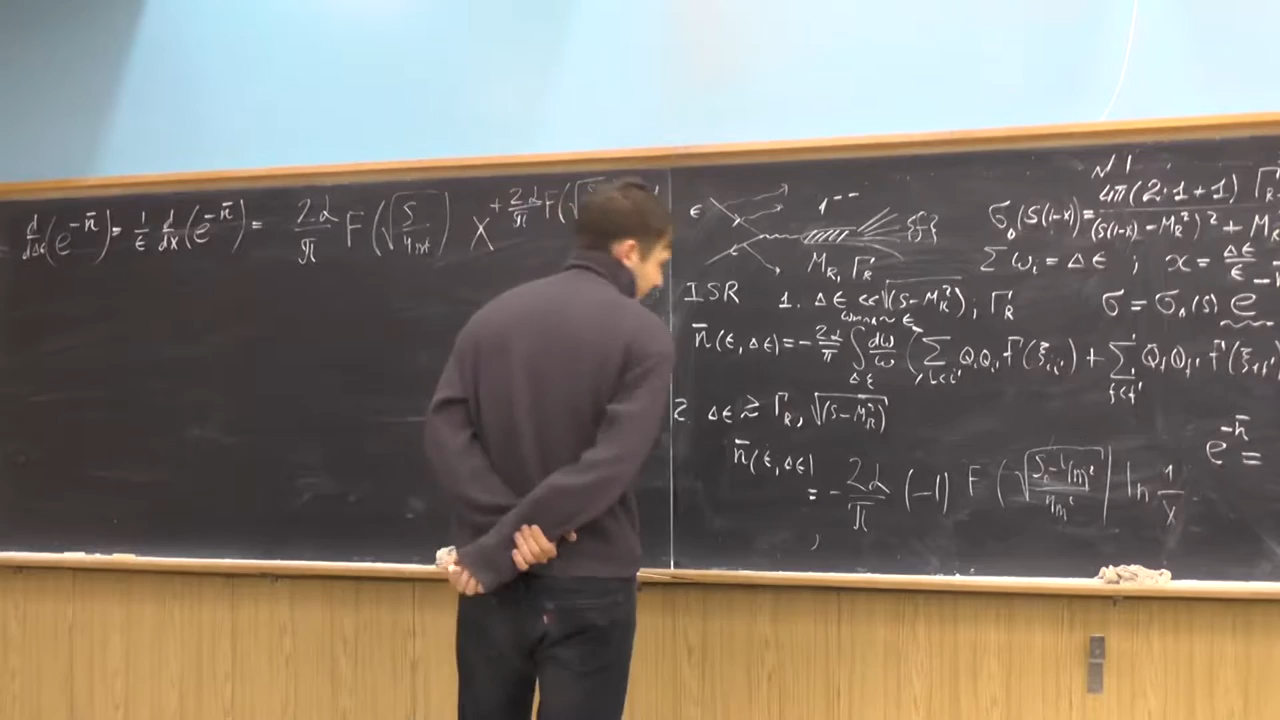 d/dΔε (e^{-n̄}) = 1/ε d/dx (e^{-n̄}) = 2α/π F(√(S/4m²)) X^{+ 2α/π F(√S
ε
1^{--}
{f}
M_R, Γ_R
N 1
σ_0(S(1-x)) = 4π(2·1+1) Γ_R / (S(1-x) - M_R²)² + M_R
Σ ω_i = Δε ; x = Δε/ε
ISR 1. Δε << √(S-M_R²), Γ_R
σ = σ_0(s) e^{-n̄}
n̄(ε, Δε) = -2α/π ∫_{Δε} dω/ω (Σ_{i<i'} Q_i Q_{i'} F(ξ_{ii'}) + Σ_{f<f'} Q_f Q_{f'} F(ξ_{ff'})
2. Δε ≳ Γ_R, √(S-M_R²)
e^{-n̄} =
n̄(ε, Δε)
= -2α/π (-1) F(√(S-4m²/4m²)) ln 1/x
,